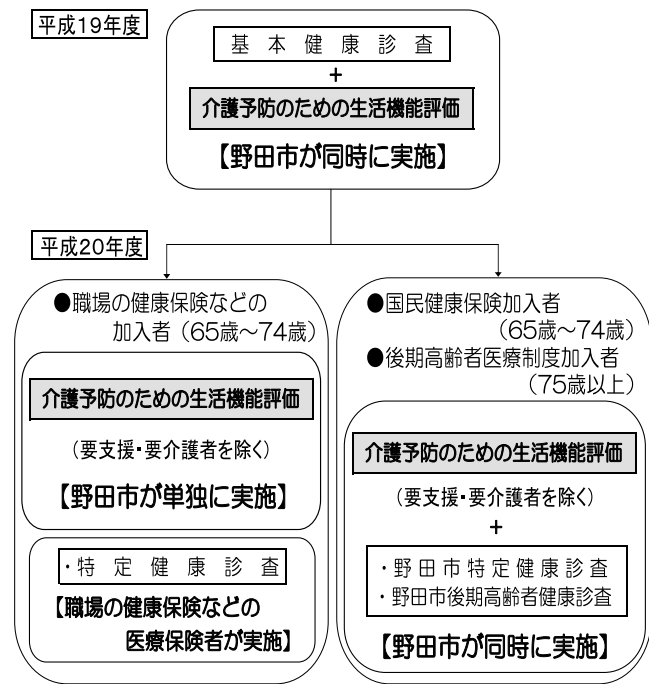 平成19年度
基本健康診査
+
介護予防のための生活機能評価
【野田市が同時に実施】
平成20年度
●職場の健康保険などの
加入者（65歳〜74歳）
介護予防のための生活機能評価
（要支援・要介護者を除く）
【野田市が単独に実施】
・特定健康診査
【職場の健康保険などの
医療保険者が実施】
●国民健康保険加入者
（65歳〜74歳）
●後期高齢者医療制度加入者
（75歳以上）
介護予防のための生活機能評価
（要支援・要介護者を除く）
+
・野田市特定健康診査
・野田市後期高齢者健康診査
【野田市が同時に実施】